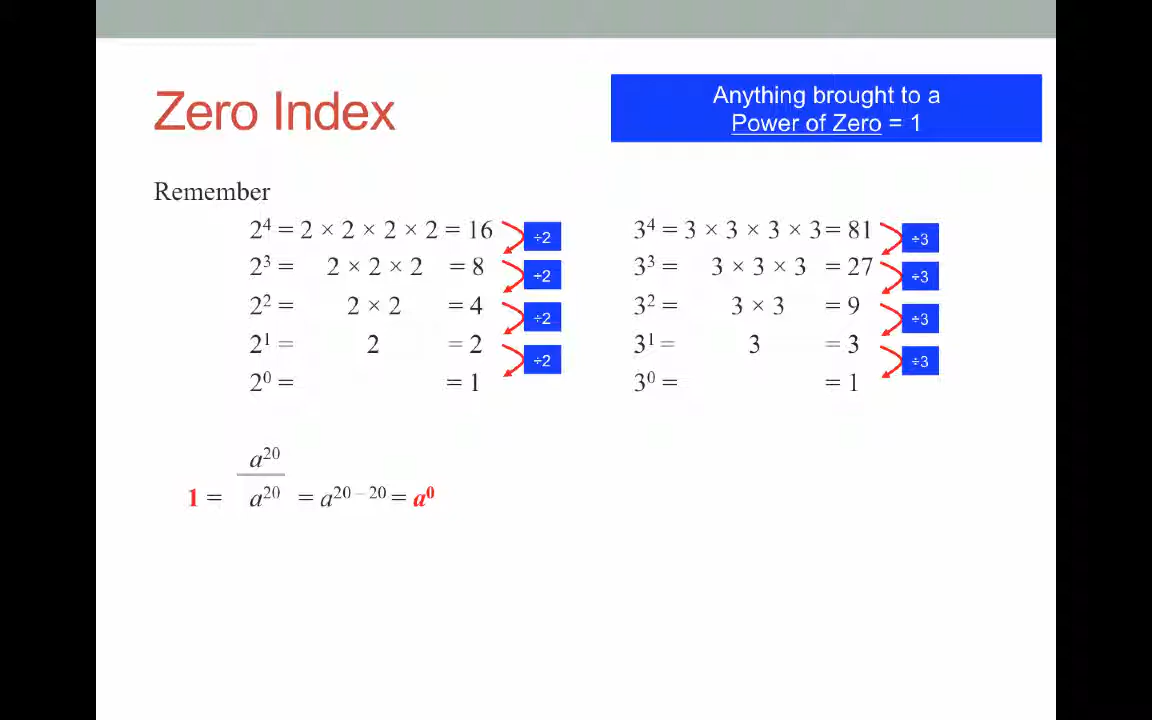 Zero Index
Anything brought to a
Power of Zero = 1
Remember
2⁴ = 2 × 2 × 2 × 2 = 16
÷2
2³ = 2 × 2 × 2 = 8
÷2
2² = 2 × 2 = 4
÷2
2¹ = 2 = 2
÷2
2⁰ = = 1
3⁴ = 3 × 3 × 3 × 3 = 81
÷3
3³ = 3 × 3 × 3 = 27
÷3
3² = 3 × 3 = 9
÷3
3¹ = 3 = 3
÷3
3⁰ = = 1
a²⁰
1 = a²⁰ = a²⁰ ⁻ ²⁰ = a⁰